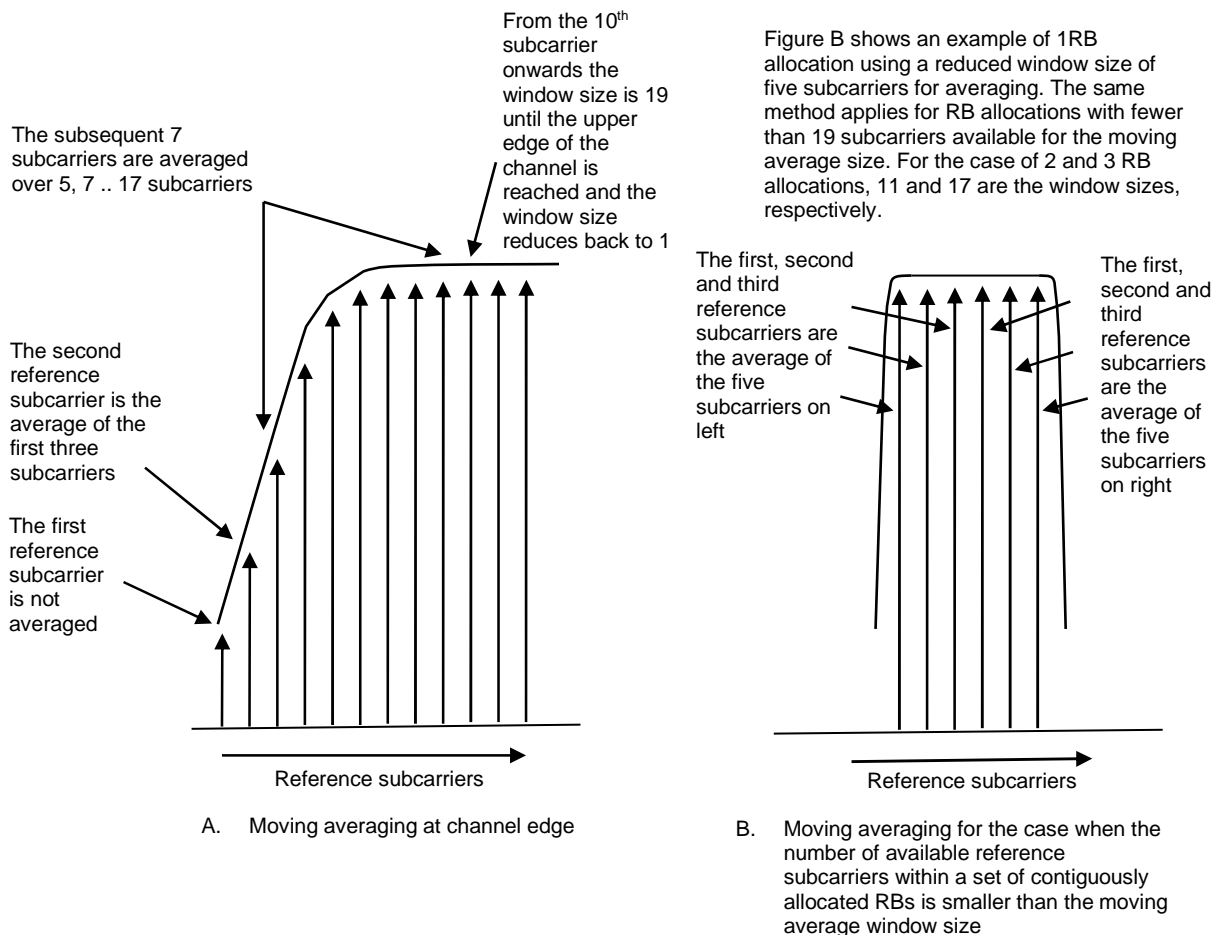 From the 10th
subcarrier
onwards the
window size is 19
until the upper
edge of the
channel is
reached and the
window size
reduces back to 1
The subsequent 7
subcarriers are averaged
over 5, 7 .. 17 subcarriers
The second
reference
subcarrier is the
average of the
first three
subcarriers
The first
reference
subcarrier
is not
averaged
Reference subcarriers
A. Moving averaging at channel edge
Figure B shows an example of 1RB
allocation using a reduced window size of
five subcarriers for averaging. The same
method applies for RB allocations with fewer
than 19 subcarriers available for the moving
average size. For the case of 2 and 3 RB
allocations, 11 and 17 are the window sizes,
respectively.
The first, second
and third
reference
subcarriers are
the average of
the five
subcarriers on
left
The first,
second and
third
reference
subcarriers
are the
average of
the five
subcarriers
on right
Reference subcarriers
B. Moving averaging for the case when the
number of available reference
subcarriers within a set of contiguously
allocated RBs is smaller than the moving
average window size